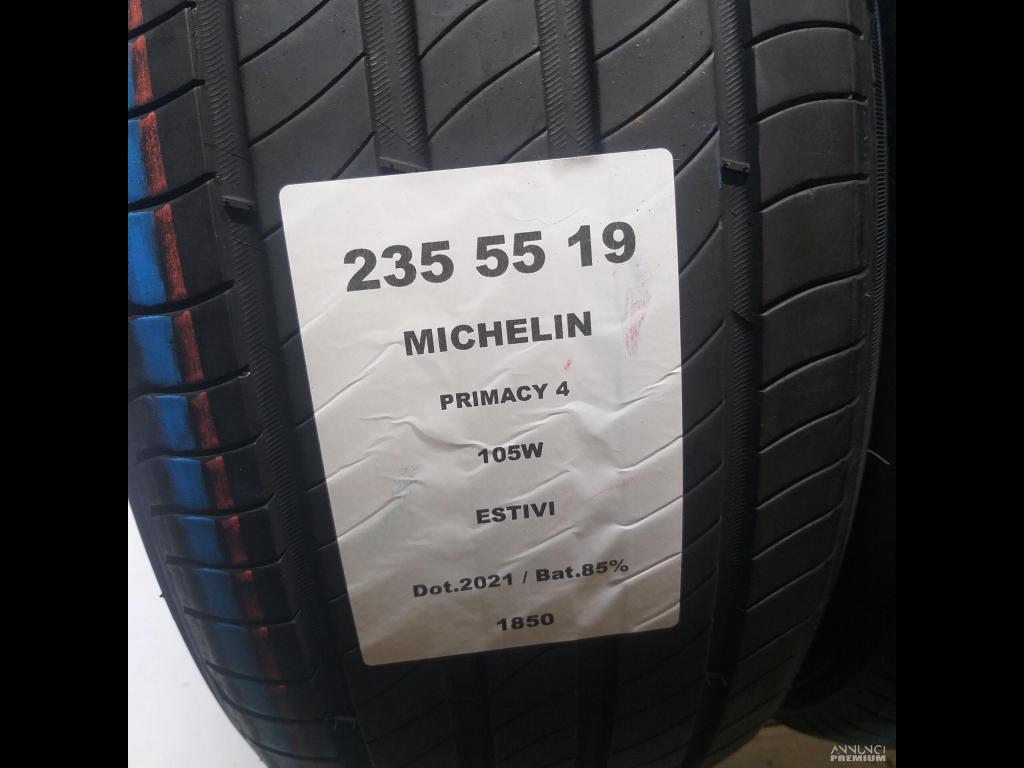 235 55 19
MICHELIN
PRIMACY 4
105W
ESTIVI
Dot.2021 / Bat.85%
1850
ANNUNCI
PREMIUM